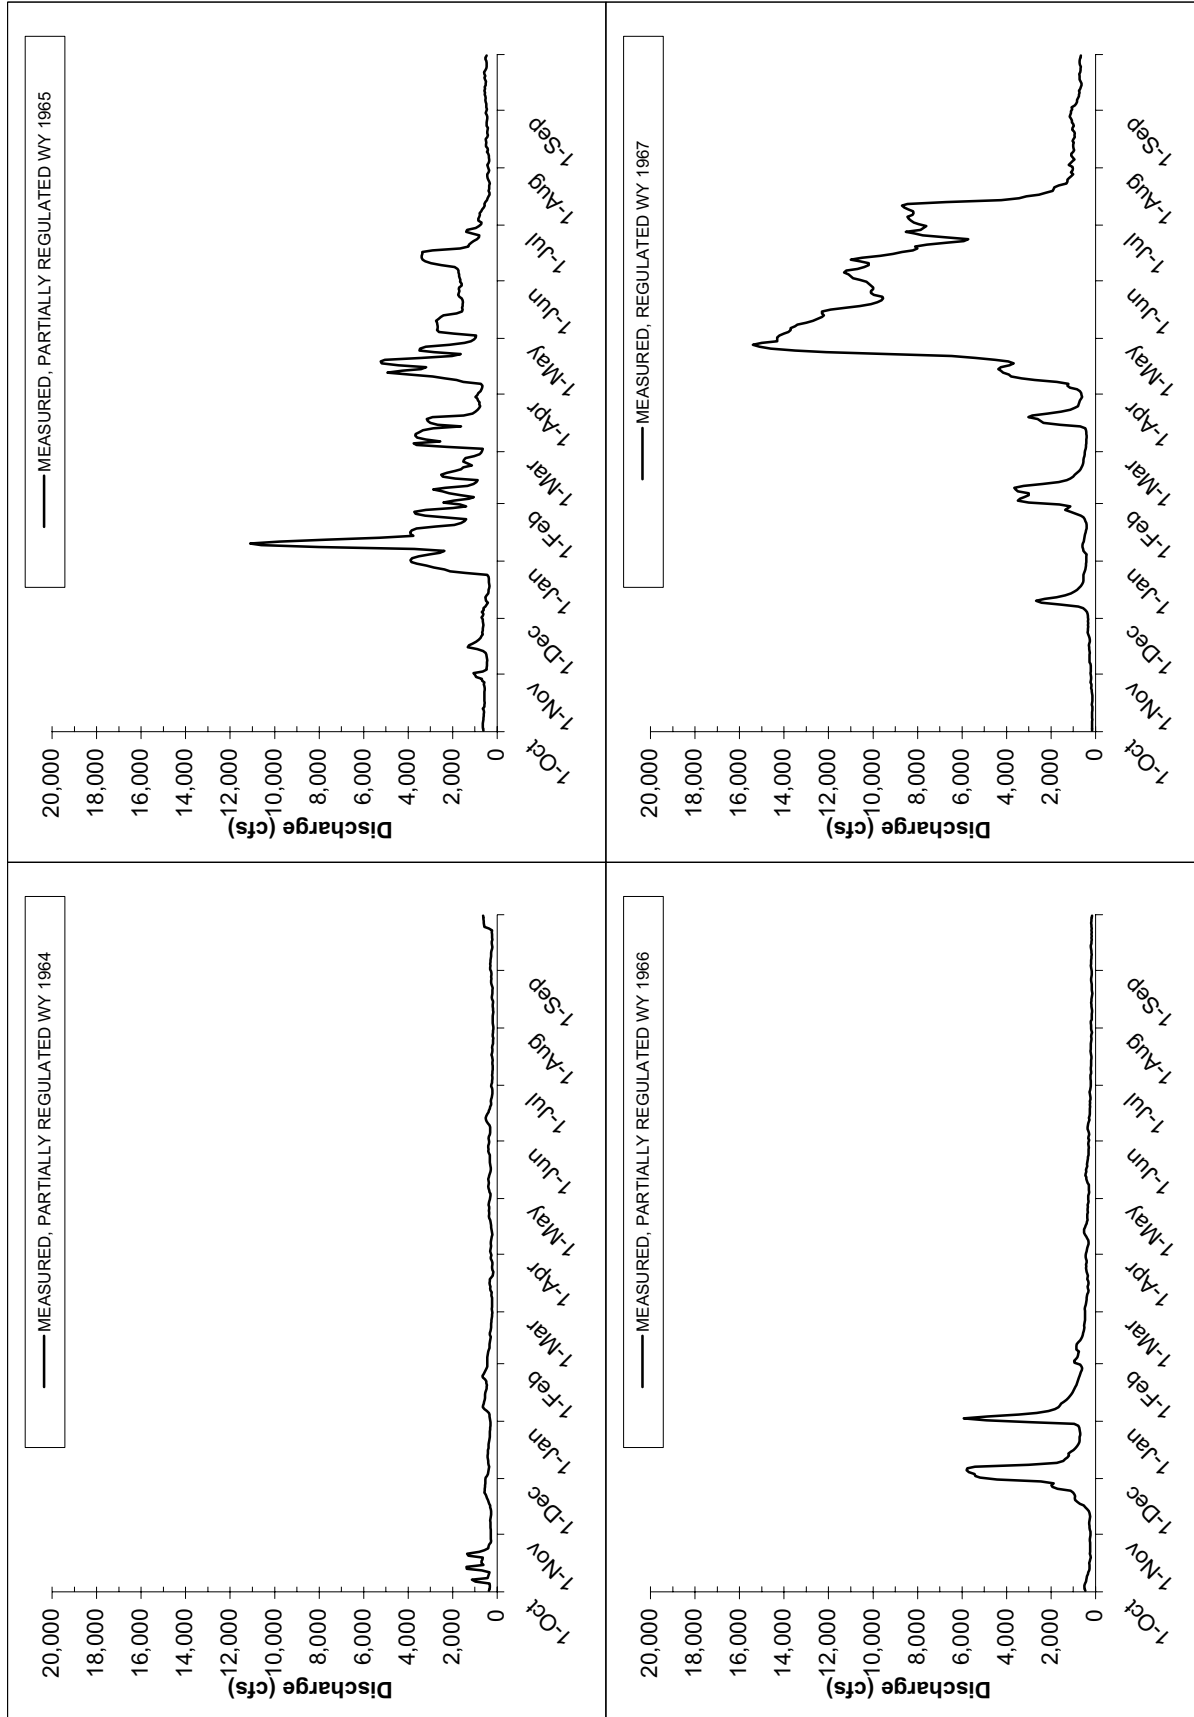 MEASURED, PARTIALLY REGULATED WY 1964
Discharge (cfs)
20,000
18,000
16,000
14,000
12,000
10,000
8,000
6,000
4,000
2,000
0
1-Oct
1-Nov
1-Dec
1-Jan
1-Feb
1-Mar
1-Apr
1-May
1-Jun
1-Jul
1-Aug
1-Sep
MEASURED, PARTIALLY REGULATED WY 1965
Discharge (cfs)
20,000
18,000
16,000
14,000
12,000
10,000
8,000
6,000
4,000
2,000
0
1-Oct
1-Nov
1-Dec
1-Jan
1-Feb
1-Mar
1-Apr
1-May
1-Jun
1-Jul
1-Aug
1-Sep
MEASURED, PARTIALLY REGULATED WY 1966
Discharge (cfs)
20,000
18,000
16,000
14,000
12,000
10,000
8,000
6,000
4,000
2,000
0
1-Oct
1-Nov
1-Dec
1-Jan
1-Feb
1-Mar
1-Apr
1-May
1-Jun
1-Jul
1-Aug
1-Sep
MEASURED, REGULATED WY 1967
Discharge (cfs)
20,000
18,000
16,000
14,000
12,000
10,000
8,000
6,000
4,000
2,000
0
1-Oct
1-Nov
1-Dec
1-Jan
1-Feb
1-Mar
1-Apr
1-May
1-Jun
1-Jul
1-Aug
1-Sep